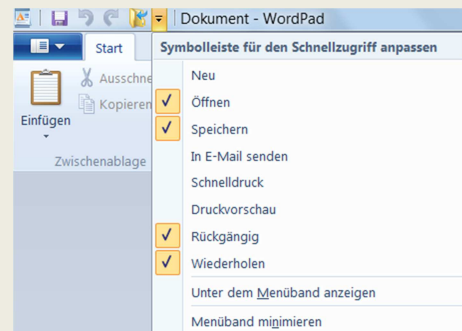 Dokument - WordPad
Start
Symbolleiste für den Schnellzugriff anpassen
Ausschne
Kopieren
Einfügen
Zwischenablage
Neu
Öffnen
Speichern
In E-Mail senden
Schnelldruck
Druckvorschau
Rückgängig
Wiederholen
Unter dem Menüband anzeigen
Menüband minimieren